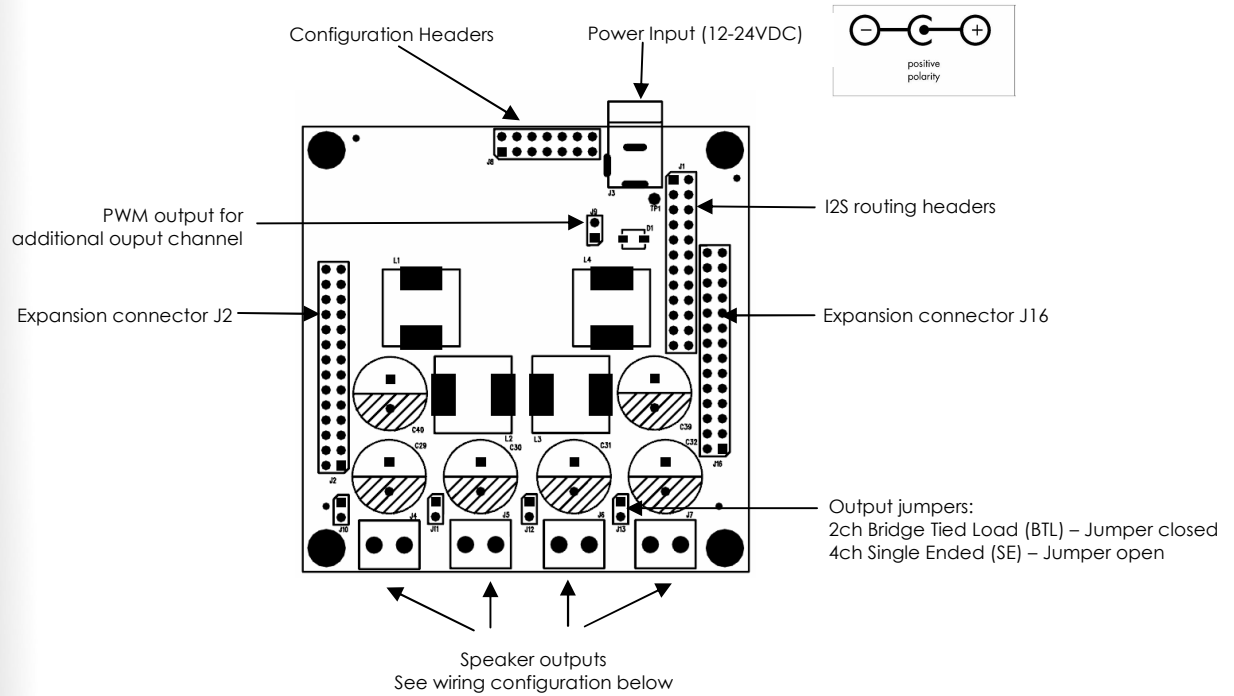 Configuration Headers
Power Input (12-24VDC)
− +
positive
polarity
J8
J3
J1
TP1
J9
D1
PWM output for
additional ouput channel
I2S routing headers
L1
L4
Expansion connector J2
Expansion connector J16
C40
L2
L3
C39
C29
C30
C31
C32
J2
J16
J10
J4
J11
J5
J12
J6
J13
J7
Output jumpers:
2ch Bridge Tied Load (BTL) – Jumper closed
4ch Single Ended (SE) – Jumper open
Speaker outputs
See wiring configuration below